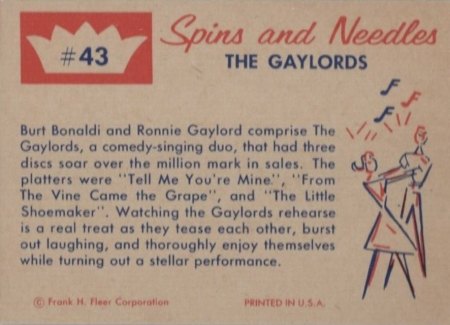 #43
Spins and Needles
THE GAYLORDS
Burt Bonaldi and Ronnie Gaylord comprise The
Gaylords, a comedy-singing duo, that had three
discs soar over the million mark in sales. The
platters were "Tell Me You're Mine", "From
The Vine Came the Grape", and "The Little
Shoemaker". Watching the Gaylords rehearse
is a real treat as they tease each other, burst
out laughing, and thoroughly enjoy themselves
while turning out a stellar performance.
© Frank H. Fleer Corporation
PRINTED IN U.S.A.